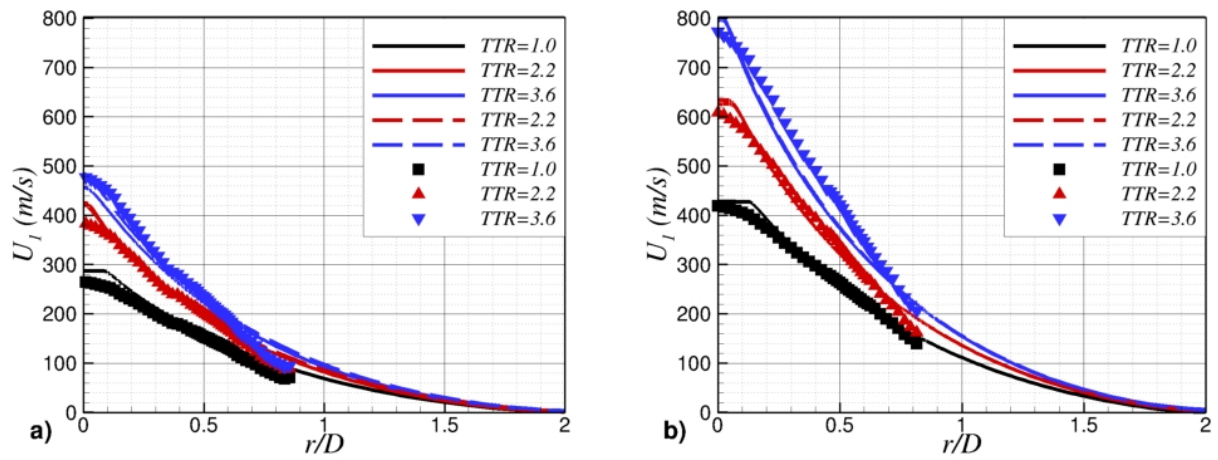 800
700
600
500
400
300
200
100
0
U₁ (m/s)
TTR=1.0
TTR=2.2
TTR=3.6
TTR=2.2
TTR=3.6
TTR=1.0
TTR=2.2
TTR=3.6
0 0.5 1 1.5 2
a)
r/D
800
700
600
500
400
300
200
100
0
U₁ (m/s)
TTR=1.0
TTR=2.2
TTR=3.6
TTR=2.2
TTR=3.6
TTR=1.0
TTR=2.2
TTR=3.6
0 0.5 1 1.5 2
b)
r/D